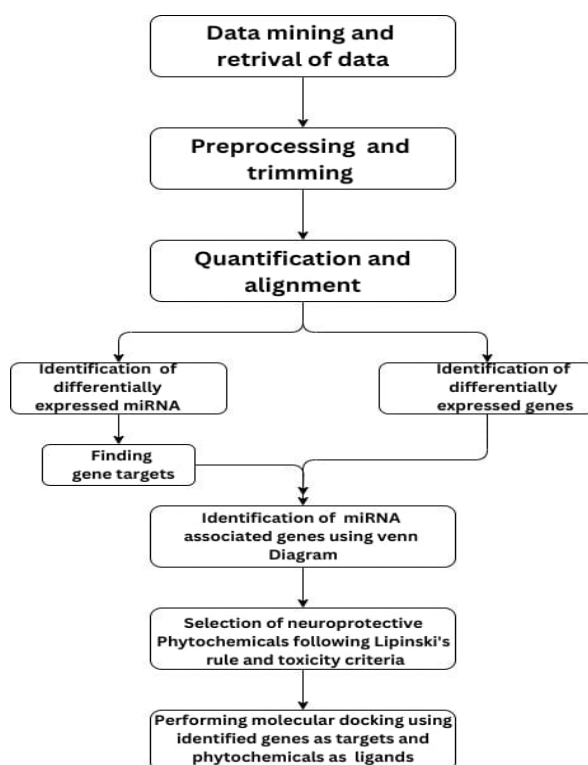 Data mining and
retrival of data
Preprocessing and
trimming
Quantification and
alignment
Identification of
differentially
expressed miRNA
Identification of
differentially
expressed genes
Finding
gene targets
Identification of miRNA
associated genes using venn
Diagram
Selection of neuroprotective
Phytochemicals following Lipinski's
rule and toxicity criteria
Performing molecular docking using
identified genes as targets and
phytochemicals as ligands